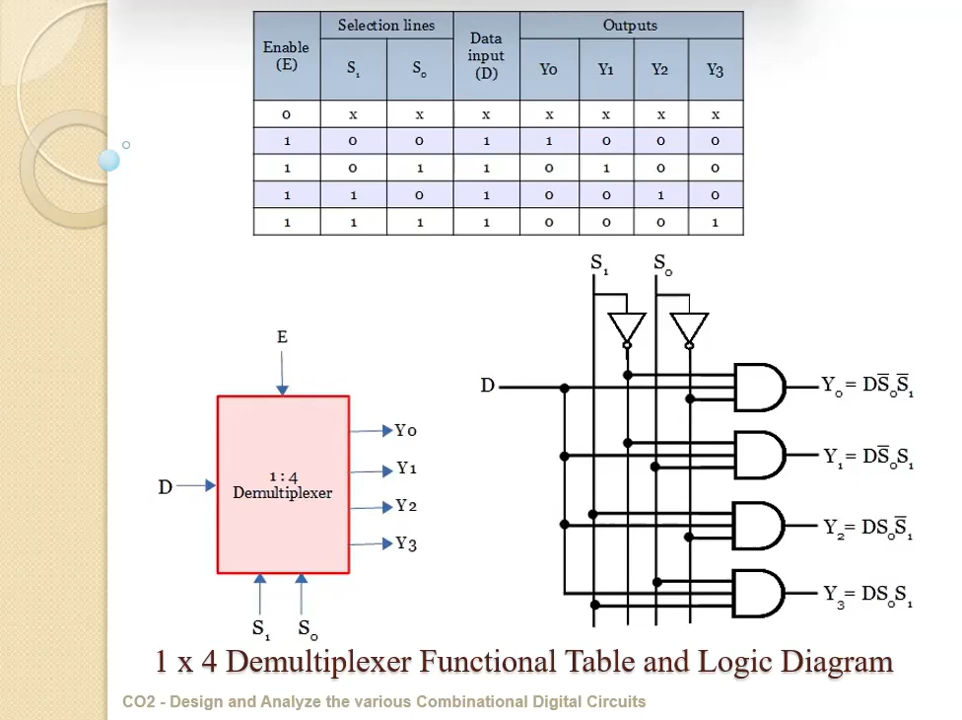 Enable (E) Selection lines Data input (D) Outputs
S₁ S₀ Y0 Y1 Y2 Y3
0 x x x x x x x
1 0 0 1 1 0 0 0
1 0 1 1 0 1 0 0
1 1 0 1 0 0 1 0
1 1 1 1 0 0 0 1
S₁ S₀
E
D
Y₀= DS̅₀S̅₁
Y0
Y₁= DS̅₀S₁
Y1
1 : 4
D
Demultiplexer
Y2
Y₂= DS₀S̅₁
Y3
Y₃= DS₀S₁
S₁ S₀
1 x 4 Demultiplexer Functional Table and Logic Diagram
CO2 - Design and Analyze the various Combinational Digital Circuits